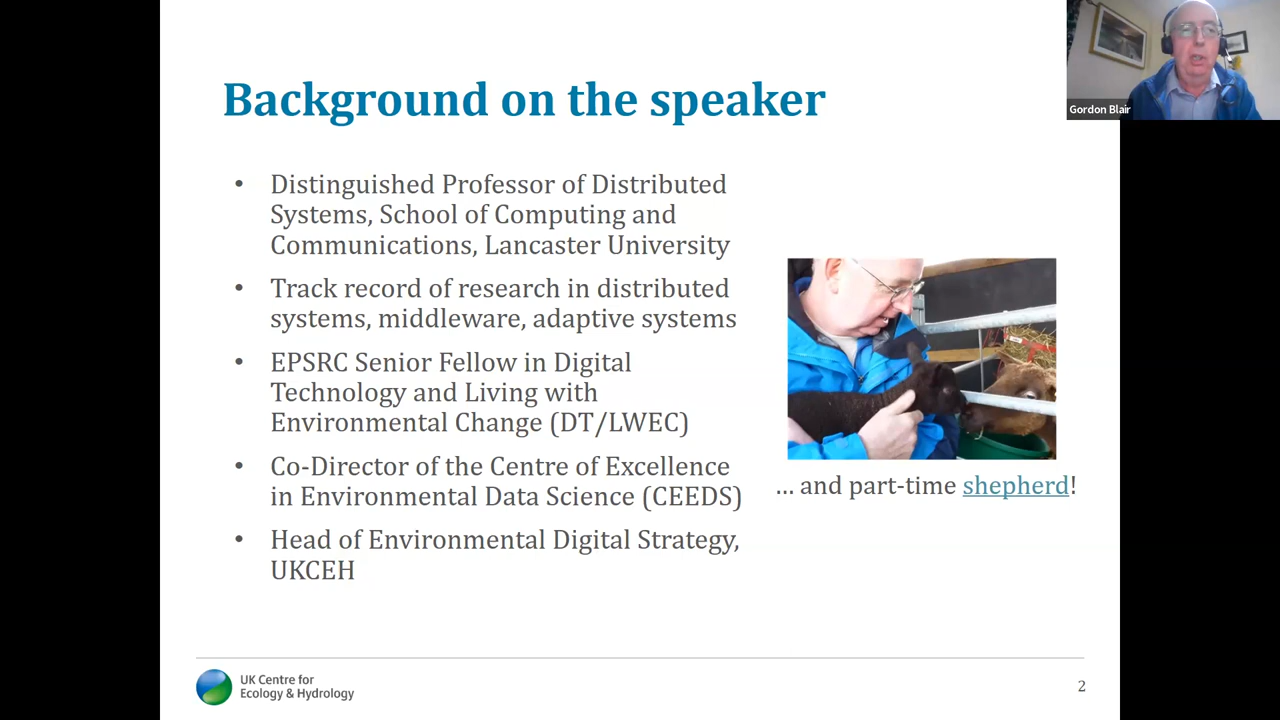 Background on the speaker
Gordon Blair
• Distinguished Professor of Distributed
Systems, School of Computing and
Communications, Lancaster University
• Track record of research in distributed
systems, middleware, adaptive systems
• EPSRC Senior Fellow in Digital
Technology and Living with
Environmental Change (DT/LWEC)
• Co-Director of the Centre of Excellence
in Environmental Data Science (CEEDS)
• Head of Environmental Digital Strategy,
UKCEH
... and part-time shepherd!
UK Centre for
Ecology & Hydrology
2